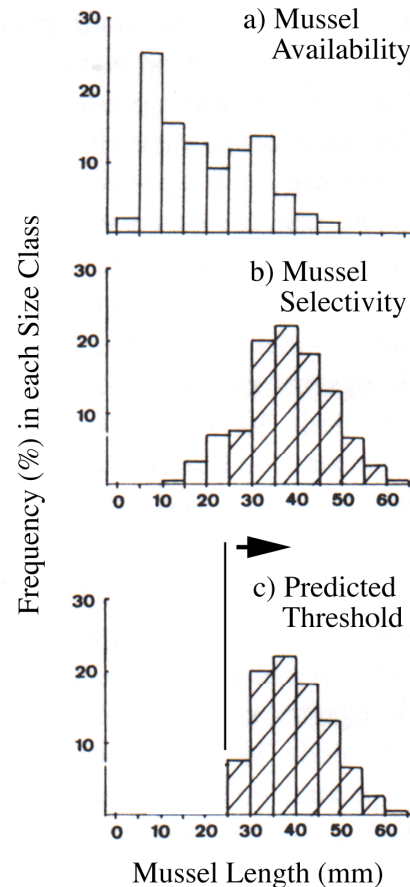 a) Mussel
Availability
30
20
10
b) Mussel
Selectivity
30
20
10
0 10 20 30 40 50 60
c) Predicted
Threshold
30
20
10
0 10 20 30 40 50 60
Frequency (%) in each Size Class
Mussel Length (mm)